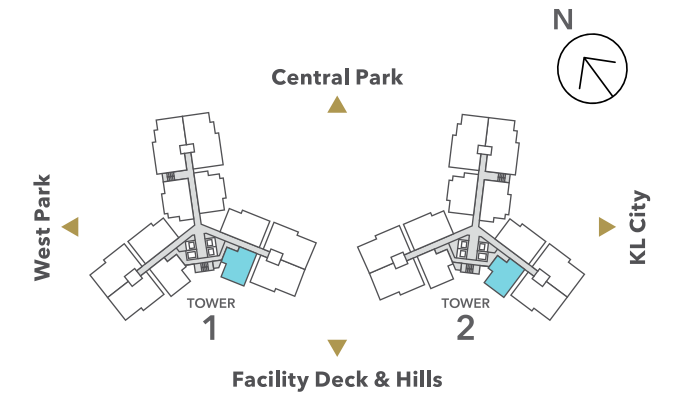 N
Central Park
West Park
KL City
TOWER
1
TOWER
2
Facility Deck & Hills